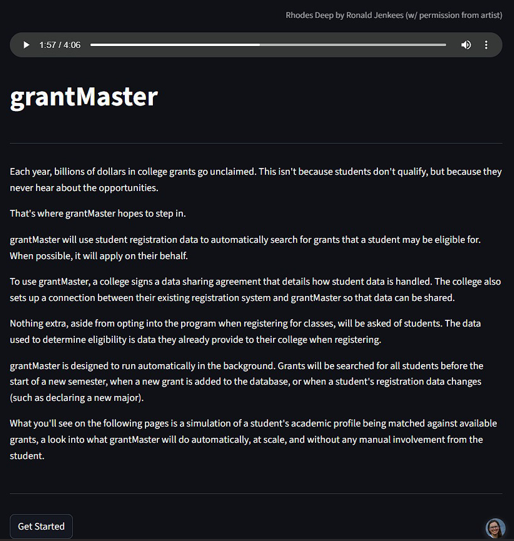 Rhodes Deep by Ronald Jenkees (w/ permission from artist)
1:57 / 4:06
grantMaster
Each year, billions of dollars in college grants go unclaimed. This isn't because students don't qualify, but because they
never hear about the opportunities.
That's where grantMaster hopes to step in.
grantMaster will use student registration data to automatically search for grants that a student may be eligible for.
When possible, it will apply on their behalf.
To use grantMaster, a college signs a data sharing agreement that details how student data is handled. The college also
sets up a connection between their existing registration system and grantMaster so that data can be shared.
Nothing extra, aside from opting into the program when registering for classes, will be asked of students. The data
used to determine eligibility is data they already provide to their college when registering.
grantMaster is designed to run automatically in the background. Grants will be searched for all students before the
start of a new semester, when a new grant is added to the database, or when a student's registration data changes
(such as declaring a new major).
What you'll see on the following pages is a simulation of a student's academic profile being matched against available
grants, a look into what grantMaster will do automatically, at scale, and without any manual involvement from the
student.
Get Started